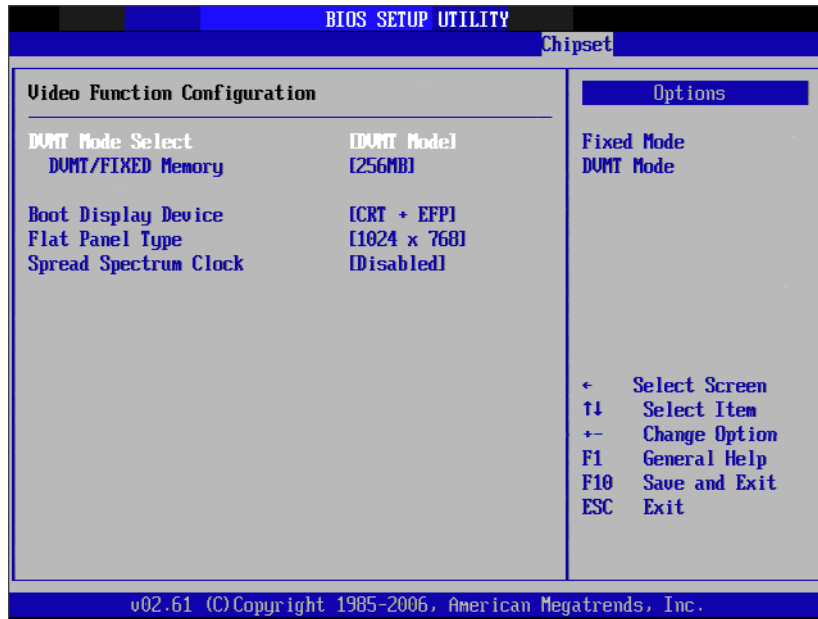 BIOS SETUP UTILITY
Chipset
Video Function Configuration
DVMT Mode Select [DVMT Mode]
DVMT/FIXED Memory [256MB]
Boot Display Device [CRT + EFP]
Flat Panel Type [1024 x 768]
Spread Spectrum Clock [Disabled]
Options
Fixed Mode
DVMT Mode
← Select Screen
↑↓ Select Item
+- Change Option
F1 General Help
F10 Save and Exit
ESC Exit
v02.61 (C)Copyright 1985-2006, American Megatrends, Inc.